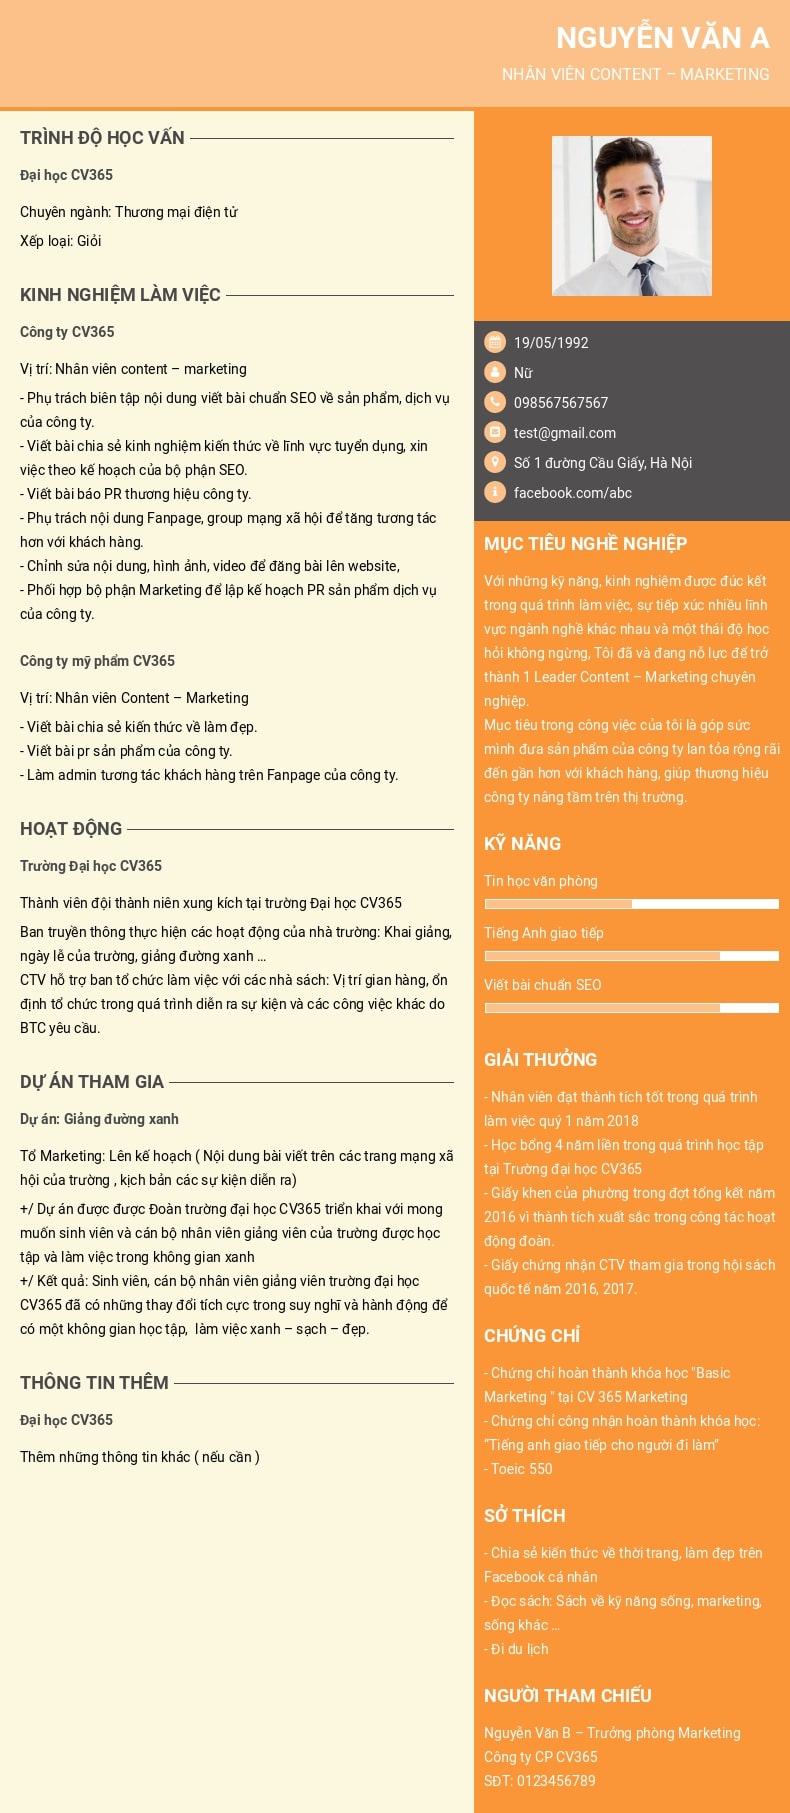 NGUYỄN VĂN A
NHÂN VIÊN CONTENT – MARKETING
TRÌNH ĐỘ HỌC VẤN
Đại học CV365
Chuyên ngành: Thương mại điện tử
Xếp loại: Giỏi
KINH NGHIỆM LÀM VIỆC
Công ty CV365
Vị trí: Nhân viên content – marketing
- Phụ trách biên tập nội dung viết bài chuẩn SEO về sản phẩm, dịch vụ
của công ty.
- Viết bài chia sẻ kinh nghiệm kiến thức về lĩnh vực tuyển dụng, xin
việc theo kế hoạch của bộ phận SEO.
- Viết bài báo PR thương hiệu công ty.
- Phụ trách nội dung Fanpage, group mạng xã hội để tăng tương tác
hơn với khách hàng.
- Chỉnh sửa nội dung, hình ảnh, video để đăng bài lên website,
- Phối hợp bộ phận Marketing để lập kế hoạch PR sản phẩm dịch vụ
của công ty.
Công ty mỹ phẩm CV365
Vị trí: Nhân viên Content – Marketing
- Viết bài chia sẻ kiến thức về làm đẹp.
- Viết bài pr sản phẩm của công ty.
- Làm admin tương tác khách hàng trên Fanpage của công ty.
HOẠT ĐỘNG
Trường Đại học CV365
Thành viên đội thành niên xung kích tại trường Đại học CV365
Ban truyền thông thực hiện các hoạt động của nhà trường: Khai giảng,
ngày lễ của trường, giảng đường xanh ...
CTV hỗ trợ ban tổ chức làm việc với các nhà sách: Vị trí gian hàng, ổn
định tổ chức trong quá trình diễn ra sự kiện và các công việc khác do
BTC yêu cầu.
DỰ ÁN THAM GIA
Dự án: Giảng đường xanh
Tổ Marketing: Lên kế hoạch ( Nội dung bài viết trên các trang mạng xã
hội của trường , kịch bản các sự kiện diễn ra)
+/ Dự án được được Đoàn trường đại học CV365 triển khai với mong
muốn sinh viên và cán bộ nhân viên giảng viên của trường được học
tập và làm việc trong không gian xanh
+/ Kết quả: Sinh viên, cán bộ nhân viên giảng viên trường đại học
CV365 đã có những thay đổi tích cực trong suy nghĩ và hành động để
có một không gian học tập,  làm việc xanh – sạch – đẹp.
THÔNG TIN THÊM
Đại học CV365
Thêm những thông tin khác ( nếu cần )
19/05/1992
Nữ
098567567567
test@gmail.com
Số 1 đường Cầu Giấy, Hà Nội
facebook.com/abc
MỤC TIÊU NGHỀ NGHIỆP
Với những kỹ năng, kinh nghiệm được đúc kết
trong quá trình làm việc, sự tiếp xúc nhiều lĩnh
vực ngành nghề khác nhau và một thái độ học
hỏi không ngừng, Tôi đã và đang nỗ lực để trở
thành 1 Leader Content – Marketing chuyên
nghiệp.
Mục tiêu trong công việc của tôi là góp sức
mình đưa sản phẩm của công ty lan tỏa rộng rãi
đến gần hơn với khách hàng, giúp thương hiệu
công ty nâng tầm trên thị trường.
KỸ NĂNG
Tin học văn phòng
Tiếng Anh giao tiếp
Viết bài chuẩn SEO
GIẢI THƯỞNG
- Nhân viên đạt thành tích tốt trong quá trình
làm việc quý 1 năm 2018
- Học bổng 4 năm liền trong quá trình học tập
tại Trường đại học CV365
- Giấy khen của phường trong đợt tổng kết năm
2016 vì thành tích xuất sắc trong công tác hoạt
động đoàn.
- Giấy chứng nhận CTV tham gia trong hội sách
quốc tế năm 2016, 2017.
CHỨNG CHỈ
- Chứng chỉ hoàn thành khóa học "Basic
Marketing " tại CV 365 Marketing
- Chứng chỉ công nhận hoàn thành khóa học:
“Tiếng anh giao tiếp cho người đi làm”
- Toeic 550
SỞ THÍCH
- Chia sẻ kiến thức về thời trang, làm đẹp trên
Facebook cá nhân
- Đọc sách: Sách về kỹ năng sống, marketing,
sống khác ...
- Đi du lịch
NGƯỜI THAM CHIẾU
Nguyễn Văn B – Trưởng phòng Marketing
Công ty CP CV365
SĐT: 0123456789